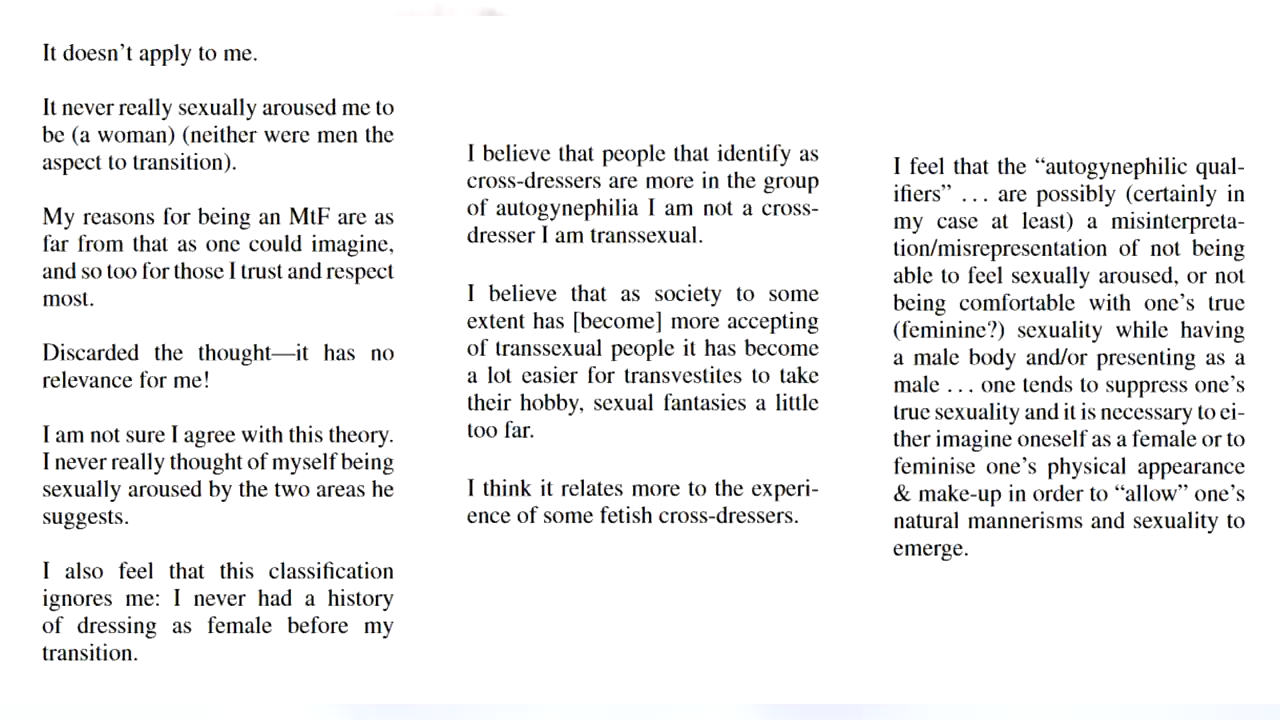 It doesn’t apply to me.
It never really sexually aroused me to
be (a woman) (neither were men the
aspect to transition).
My reasons for being an MtF are as
far from that as one could imagine,
and so too for those I trust and respect
most.
Discarded the thought—it has no
relevance for me!
I am not sure I agree with this theory.
I never really thought of myself being
sexually aroused by the two areas he
suggests.
I also feel that this classification
ignores me: I never had a history
of dressing as female before my
transition.
I believe that people that identify as
cross-dressers are more in the group
of autogynephilia I am not a cross-
dresser I am transsexual.
I believe that as society to some
extent has [become] more accepting
of transsexual people it has become
a lot easier for transvestites to take
their hobby, sexual fantasies a little
too far.
I think it relates more to the experi-
ence of some fetish cross-dressers.
I feel that the “autogynephilic qual-
ifiers” . . . are possibly (certainly in
my case at least) a misinterpreta-
tion/misrepresentation of not being
able to feel sexually aroused, or not
being comfortable with one’s true
(feminine?) sexuality while having
a male body and/or presenting as a
male . . . one tends to suppress one’s
true sexuality and it is necessary to ei-
ther imagine oneself as a female or to
feminise one’s physical appearance
& make-up in order to “allow” one’s
natural mannerisms and sexuality to
emerge.